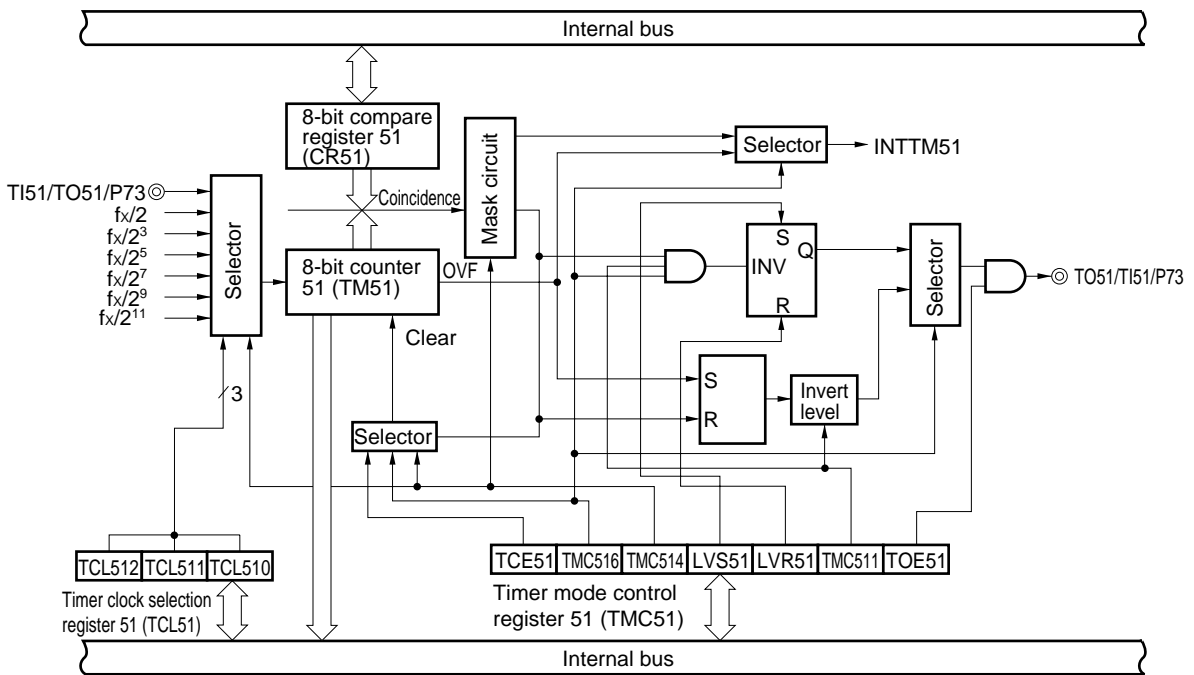 Internal bus
8-bit compare
register 51
(CR51)
Mask circuit
Selector
INTTM51
TI51/TO51/P73
fx/2
fx/2³
fx/2⁵
fx/2⁷
fx/2⁹
fx/2¹¹
Selector
Coincidence
8-bit counter
51 (TM51)
OVF
Clear
S
INV
Q
R
Selector
TO51/TI51/P73
3
S
R
Invert
level
Selector
TCL512 TCL511 TCL510
Timer clock selection
register 51 (TCL51)
TCE51 TMC516 TMC514 LVS51 LVR51 TMC511 TOE51
Timer mode control
register 51 (TMC51)
Internal bus